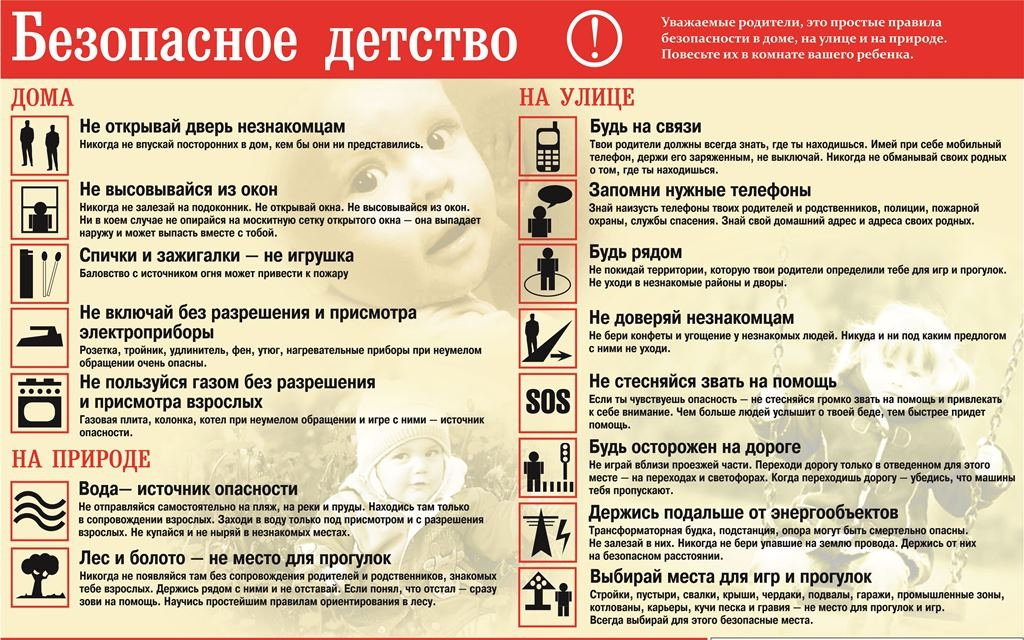 Безопасное детство
!
Уважаемые родители, это простые правила
безопасности в доме, на улице и на природе.
Повесьте их в комнате вашего ребенка.
ДОМА
Не открывай дверь незнакомцам
Никогда не впускай посторонних в дом, кем бы они ни представились.
Не высовывайся из окон
Никогда не залезай на подоконник. Не открывай окна. Не высовывайся из окон.
Ни в коем случае не опирайся на москитную сетку открытого окна — она выпадает
наружу и может выпасть вместе с тобой.
Спички и зажигалки — не игрушка
Баловство с источником огня может привести к пожару
Не включай без разрешения и присмотра
электроприборы
Розетка, тройник, удлинитель, фен, утюг, нагревательные приборы при неумелом
обращении очень опасны.
Не пользуйся газом без разрешения
и присмотра взрослых
Газовая плита, колонка, котел при неумелом обращении и игре с ними — источник
опасности.
НА ПРИРОДЕ
Вода— источник опасности
Не отправляйся самостоятельно на пляж, на реки и пруды. Находись там только
в сопровождении взрослых. Заходи в воду только под присмотром и с разрешения
взрослых. Не купайся и не ныряй в незнакомых местах.
Лес и болото — не место для прогулок
Никогда не появляйся там без сопровождения родителей и родственников, знакомых
тебе взрослых. Держись рядом с ними и не отставай. Если понял, что отстал — сразу
зови на помощь. Научись простейшим правилам ориентирования в лесу.
НА УЛИЦЕ
Будь на связи
Твои родители должны всегда знать, где ты находишься. Имей при себе мобильный
телефон, держи его заряженным, не выключай. Никогда не обманывай своих родных
о том, где ты находишься.
Запомни нужные телефоны
Знай наизусть телефоны твоих родителей и родственников, полиции, пожарной
охраны, службы спасения. Знай свой домашний адрес и адреса своих родных.
Будь рядом
Не покидай территории, которую твои родители определили тебе для игр и прогулок.
Не уходи в незнакомые районы и дворы.
Не доверяй незнакомцам
Не бери конфеты и угощение у незнакомых людей. Никуда и ни под каким предлогом
с ними не уходи.
SOS
Не стесняйся звать на помощь
Если ты чувствуешь опасность — не стесняйся громко звать на помощь и привлекать
к себе внимание. Чем больше людей услышит о твоей беде, тем быстрее придет
помощь.
Будь осторожен на дороге
Не играй вблизи проезжей части. Переходи дорогу только в отведенном для этого
месте — на переходах и светофорах. Когда переходишь дорогу — убедись, что машины
тебя пропускают.
Держись подальше от энергообъектов
Трансформаторная будка, подстанция, опора могут быть смертельно опасны.
Не залезай в них. Никогда не бери упавшие на землю провода. Держись от них
на безопасном расстоянии.
Выбирай места для игр и прогулок
Стройки, пустыри, свалки, крыши, чердаки, подвалы, гаражи, промышленные зоны,
котлованы, карьеры, кучи песка и гравия — не место для прогулок и игр.
Всегда выбирай для этого безопасные места.